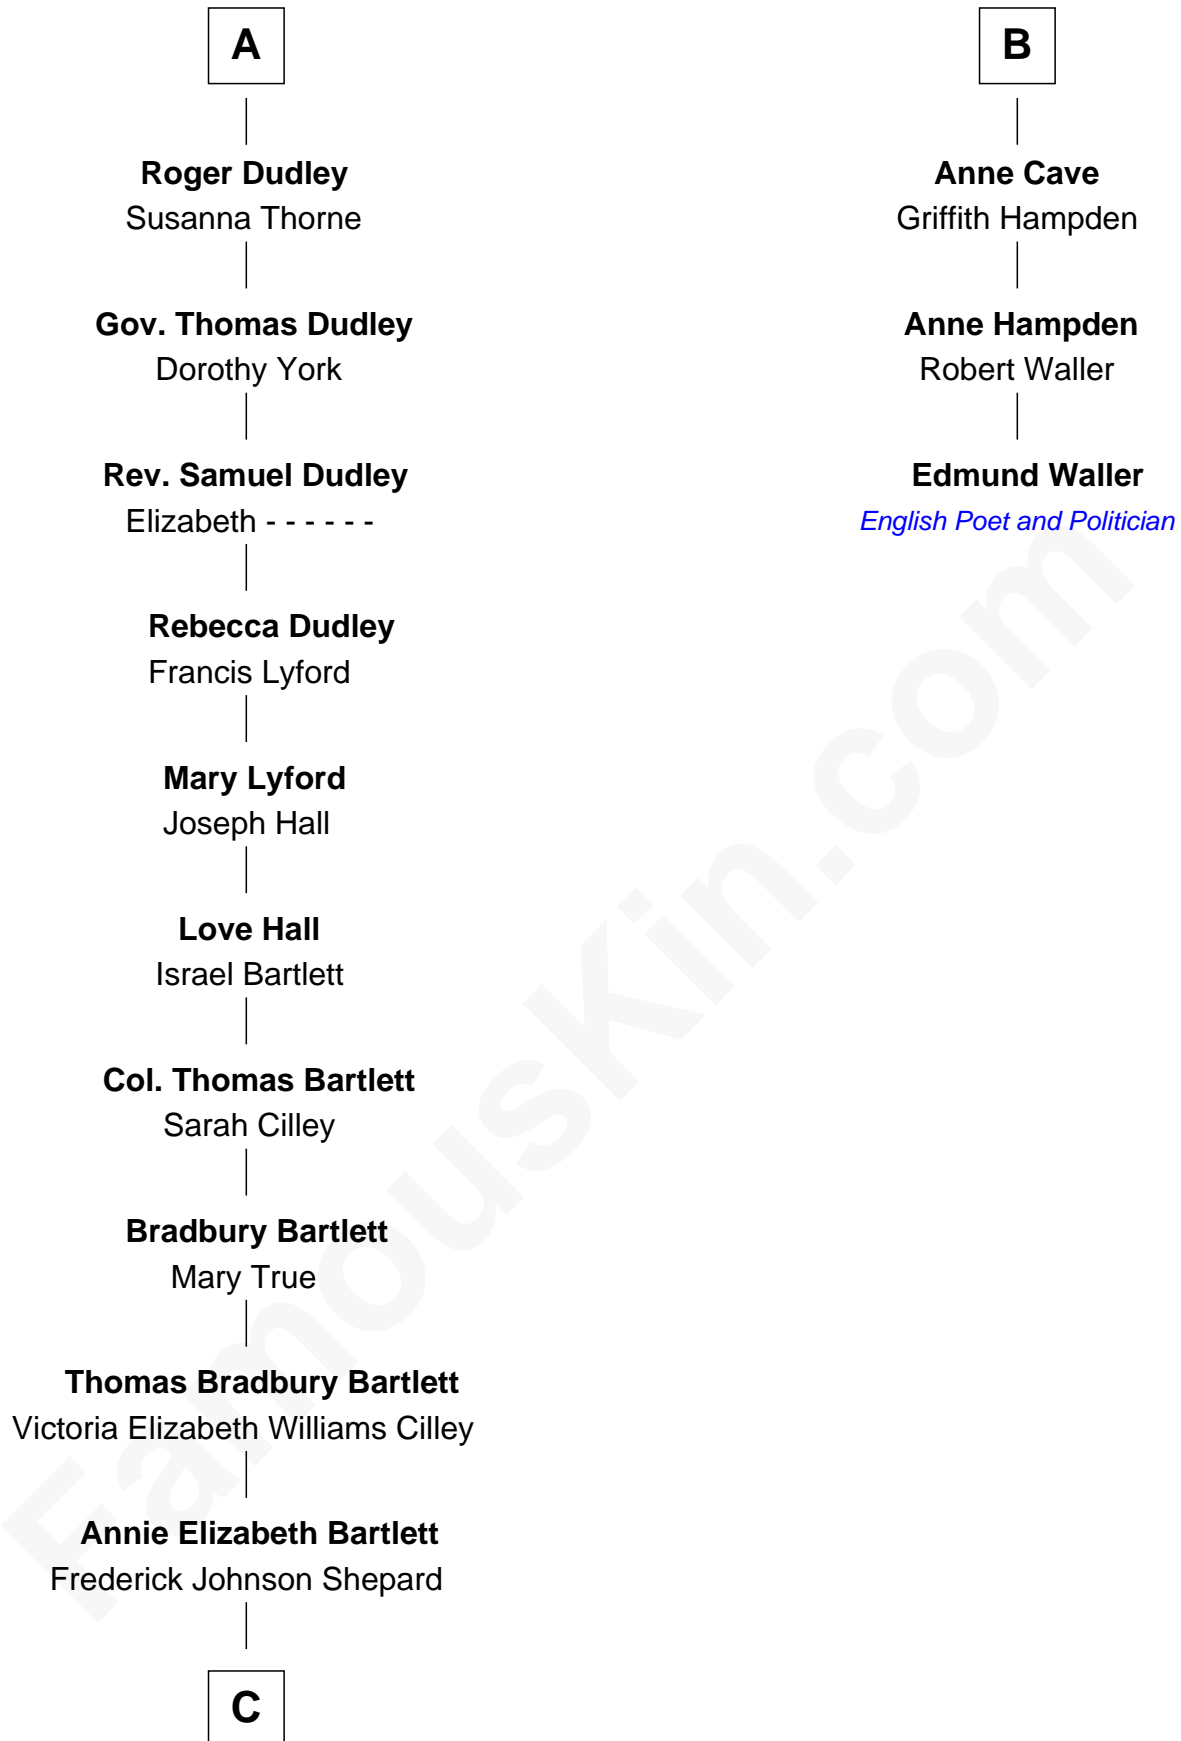 A
Roger Dudley
Susanna Thorne
Gov. Thomas Dudley
Dorothy York
Rev. Samuel Dudley
Elizabeth - - - - - -
Rebecca Dudley
Francis Lyford
Mary Lyford
Joseph Hall
Love Hall
Israel Bartlett
Col. Thomas Bartlett
Sarah Cilley
Bradbury Bartlett
Mary True
Thomas Bradbury Bartlett
Victoria Elizabeth Williams Cilley
Annie Elizabeth Bartlett
Frederick Johnson Shepard
C
B
Anne Cave
Griffith Hampden
Anne Hampden
Robert Waller
Edmund Waller
English Poet and Politician
FamousKin.com